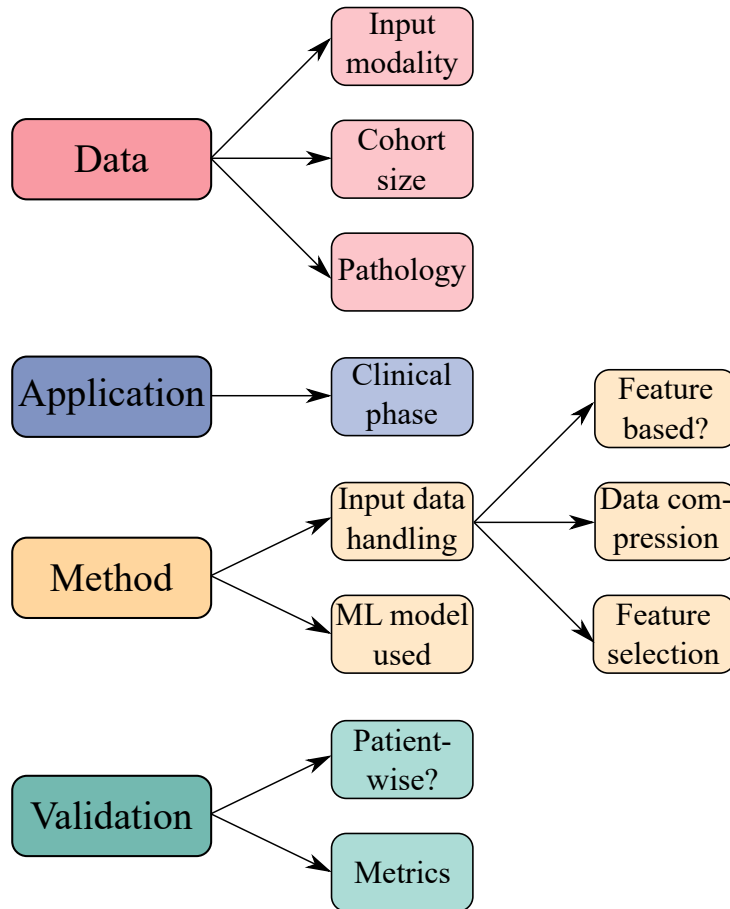 Input
modality
Data
Cohort
size
Pathology
Application
Clinical
phase
Feature
based?
Method
Input data
handling
Data com-
pression
ML model
used
Feature
selection
Validation
Patient-
wise?
Metrics